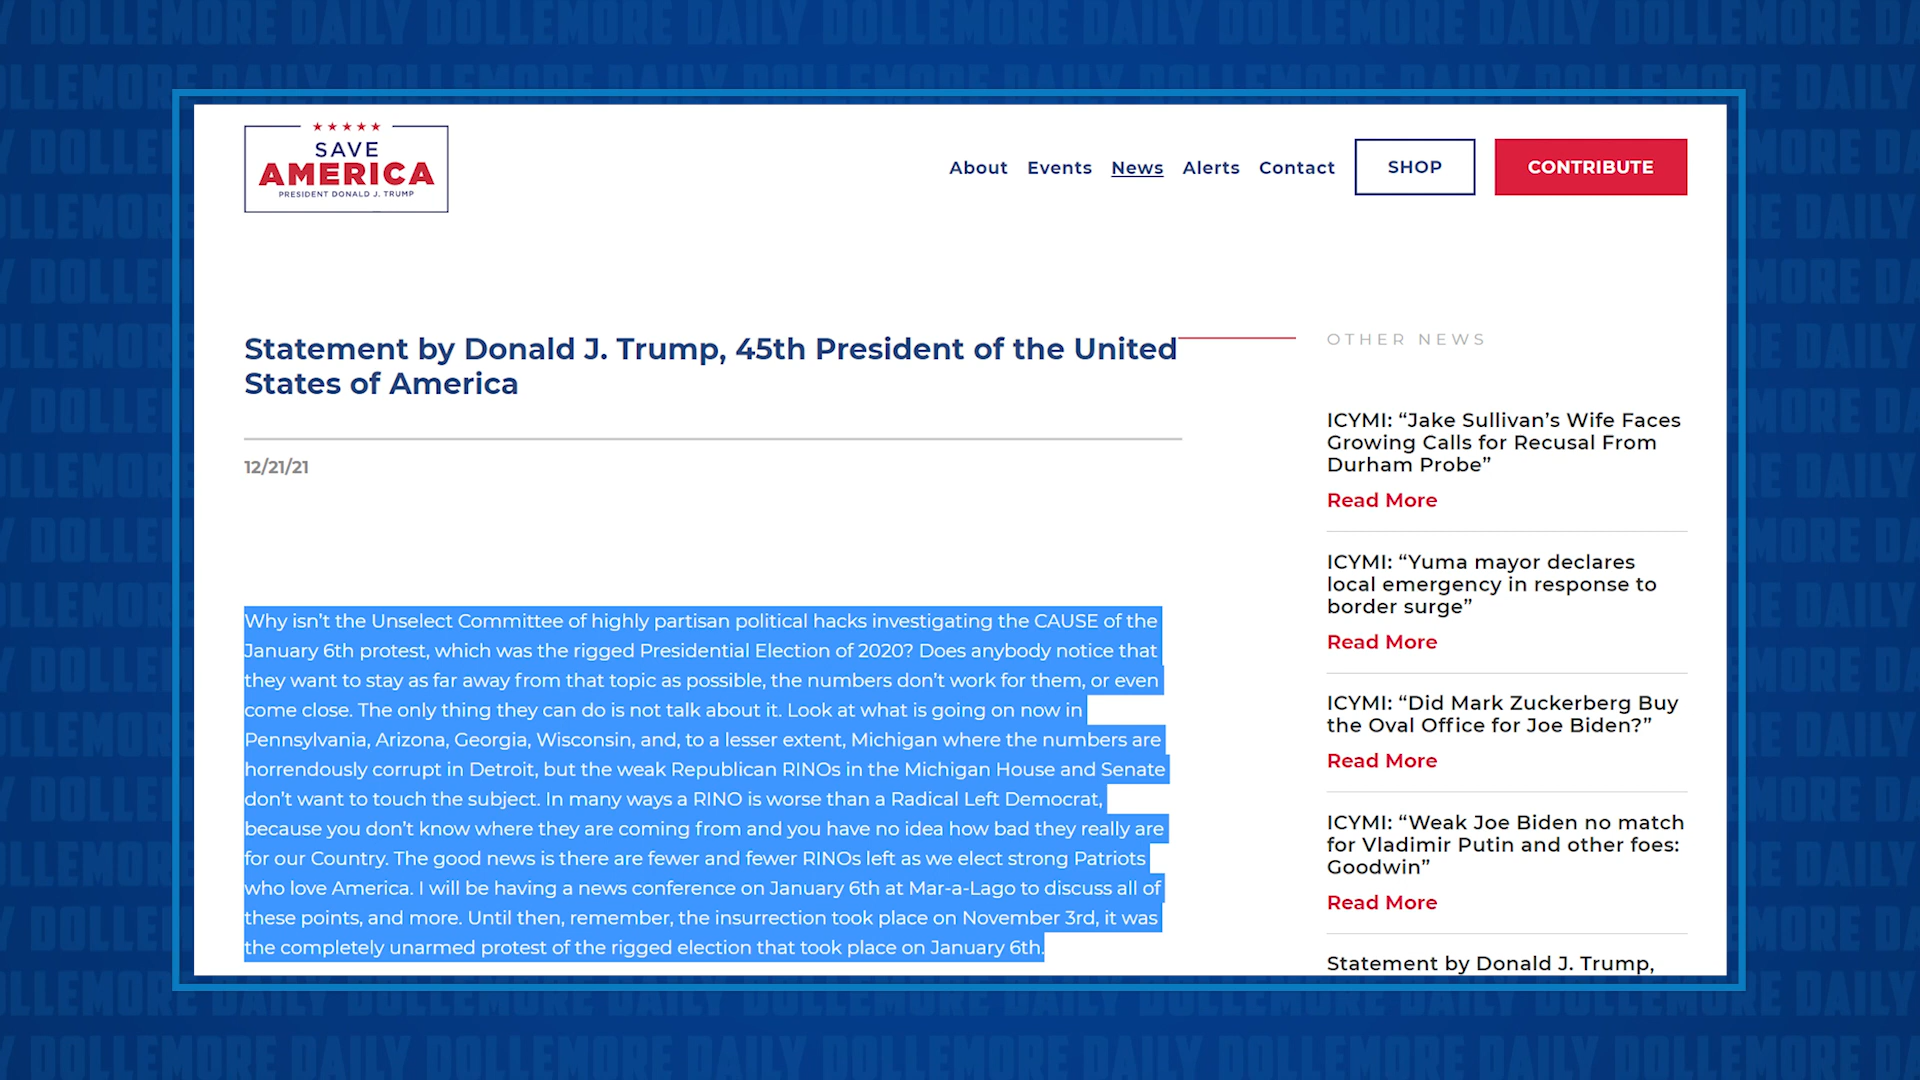 DOLLEMORE DAILY DOLLEMORE DAILY DOLLEMORE DAILY DOLLEMORE DAILY DOLLEMORE DAILY
SAVE
AMERICA
PRESIDENT DONALD J. TRUMP
About Events News Alerts Contact SHOP CONTRIBUTE
Statement by Donald J. Trump, 45th President of the United
States of America
12/21/21
Why isn’t the Unselect Committee of highly partisan political hacks investigating the CAUSE of the
January 6th protest, which was the rigged Presidential Election of 2020? Does anybody notice that
they want to stay as far away from that topic as possible, the numbers don’t work for them, or even
come close. The only thing they can do is not talk about it. Look at what is going on now in
Pennsylvania, Arizona, Georgia, Wisconsin, and, to a lesser extent, Michigan where the numbers are
horrendously corrupt in Detroit, but the weak Republican RINOs in the Michigan House and Senate
don’t want to touch the subject. In many ways a RINO is worse than a Radical Left Democrat,
because you don’t know where they are coming from and you have no idea how bad they really are
for our Country. The good news is there are fewer and fewer RINOs left as we elect strong Patriots
who love America. I will be having a news conference on January 6th at Mar-a-Lago to discuss all of
these points, and more. Until then, remember, the insurrection took place on November 3rd, it was
the completely unarmed protest of the rigged election that took place on January 6th.
OTHER NEWS
ICYMI: “Jake Sullivan’s Wife Faces
Growing Calls for Recusal From
Durham Probe”
Read More
ICYMI: “Yuma mayor declares
local emergency in response to
border surge”
Read More
ICYMI: “Did Mark Zuckerberg Buy
the Oval Office for Joe Biden?”
Read More
ICYMI: “Weak Joe Biden no match
for Vladimir Putin and other foes:
Goodwin”
Read More
Statement by Donald J. Trump,